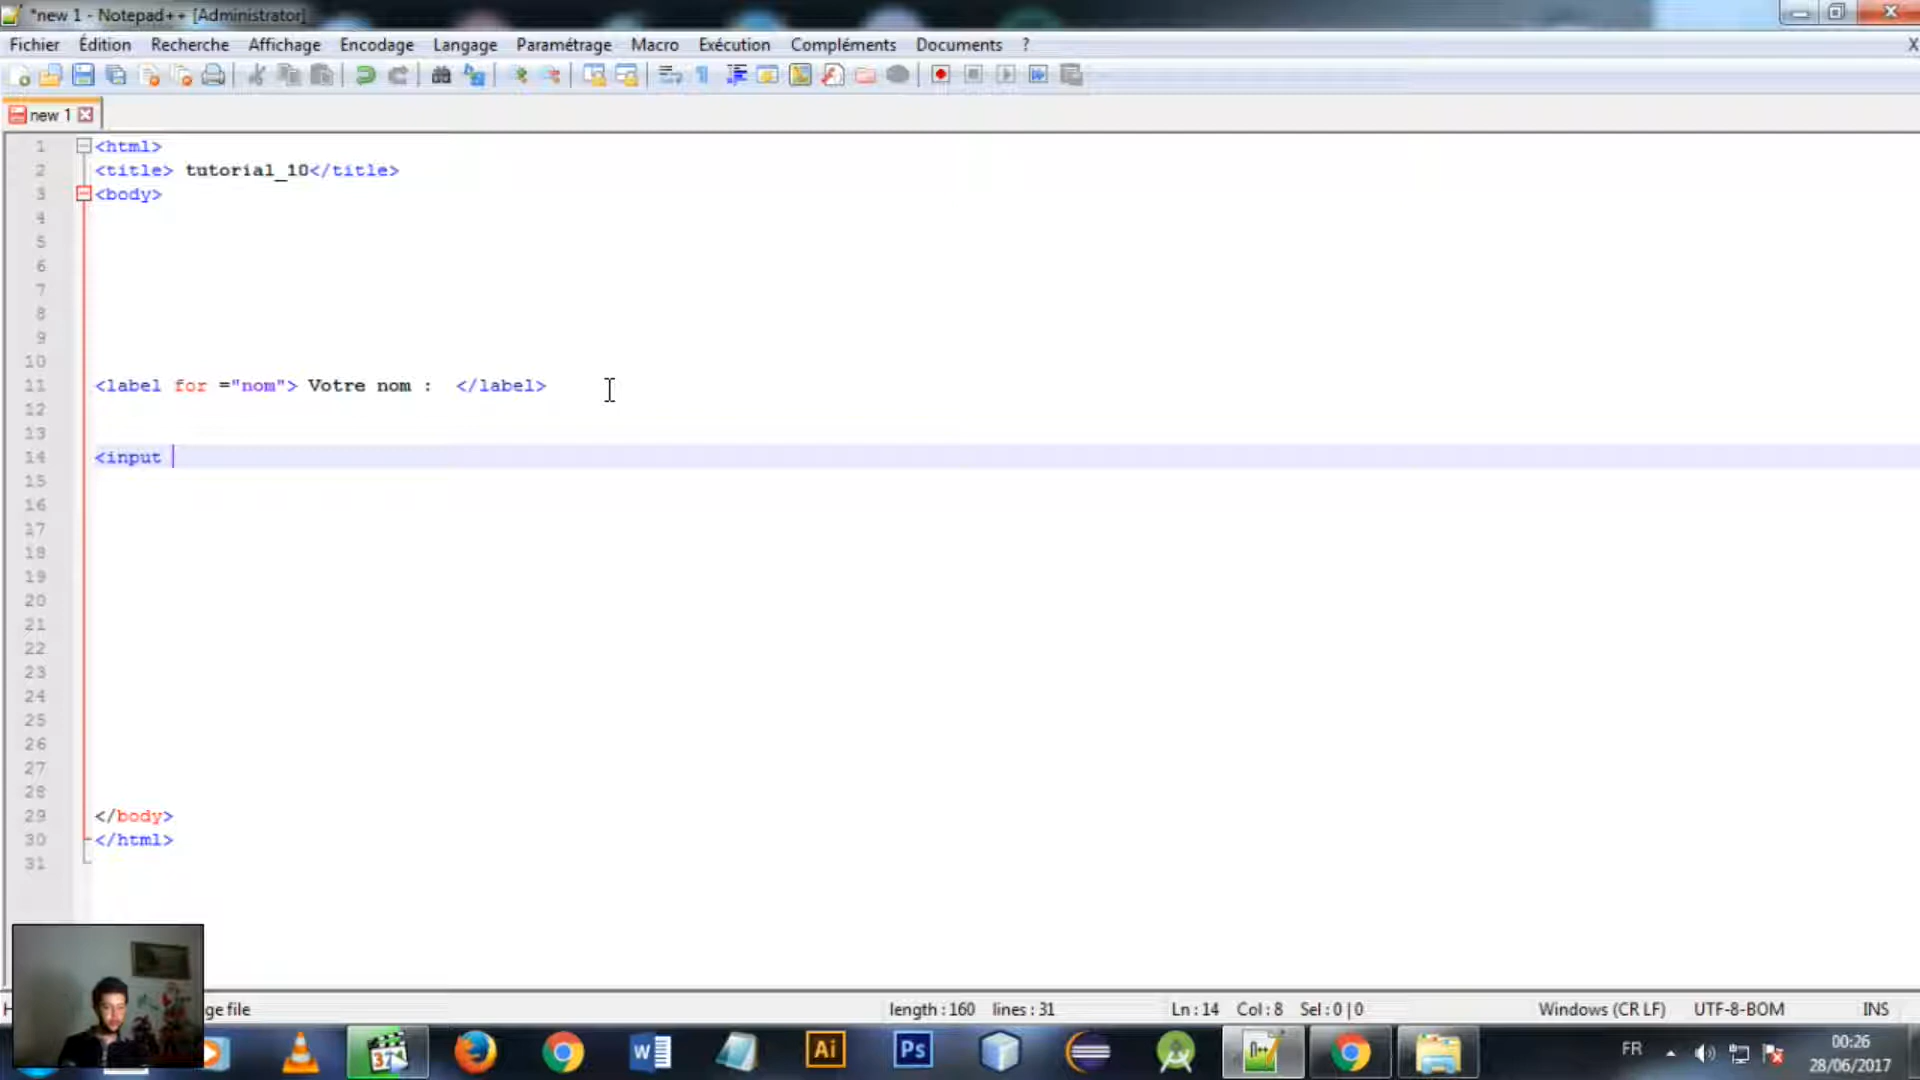 *new 1 - Notepad++ [Administrator]
Fichier Édition Recherche Affichage Encodage Langage Paramétrage Macro Exécution Compléments Documents ? X
new 1
1 <html>
2 <title> tutorial_10</title>
3 <body>
4
5
6
7
8
9
10
11 <label for ="nom"> Votre nom :  </label>
12
13
14 <input
15
16
17
18
19
20
21
22
23
24
25
26
27
28
29 </body>
30 </html>
31
ge file length : 160 lines : 31 Ln : 14 Col : 8 Sel : 0 | 0 Windows (CR LF) UTF-8-BOM INS
37 W Ai Ps FR 00:26
28/06/2017